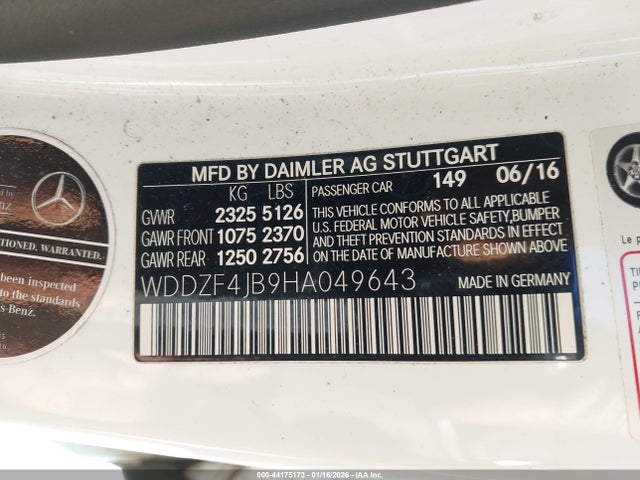 MFD BY DAIMLER AG STUTTGART
KG LBS
GVWR 2325 5126
GAWR FRONT 1075 2370
GAWR REAR 1250 2756
PASSENGER CAR 149 06/16
THIS VEHICLE CONFORMS TO ALL APPLICABLE
U.S. FEDERAL MOTOR VEHICLE SAFETY, BUMPER
AND THEFT PREVENTION STANDARDS IN EFFECT
ON THE DATE OF MANUFACTURE SHOWN ABOVE
WDDZF4JB9HA049643 MADE IN GERMANY
TIONED. WARRANTED.
been inspected
to the standards
s-Benz.
Le p
000-44175173 - 01/16/2026 - IAAI.COM